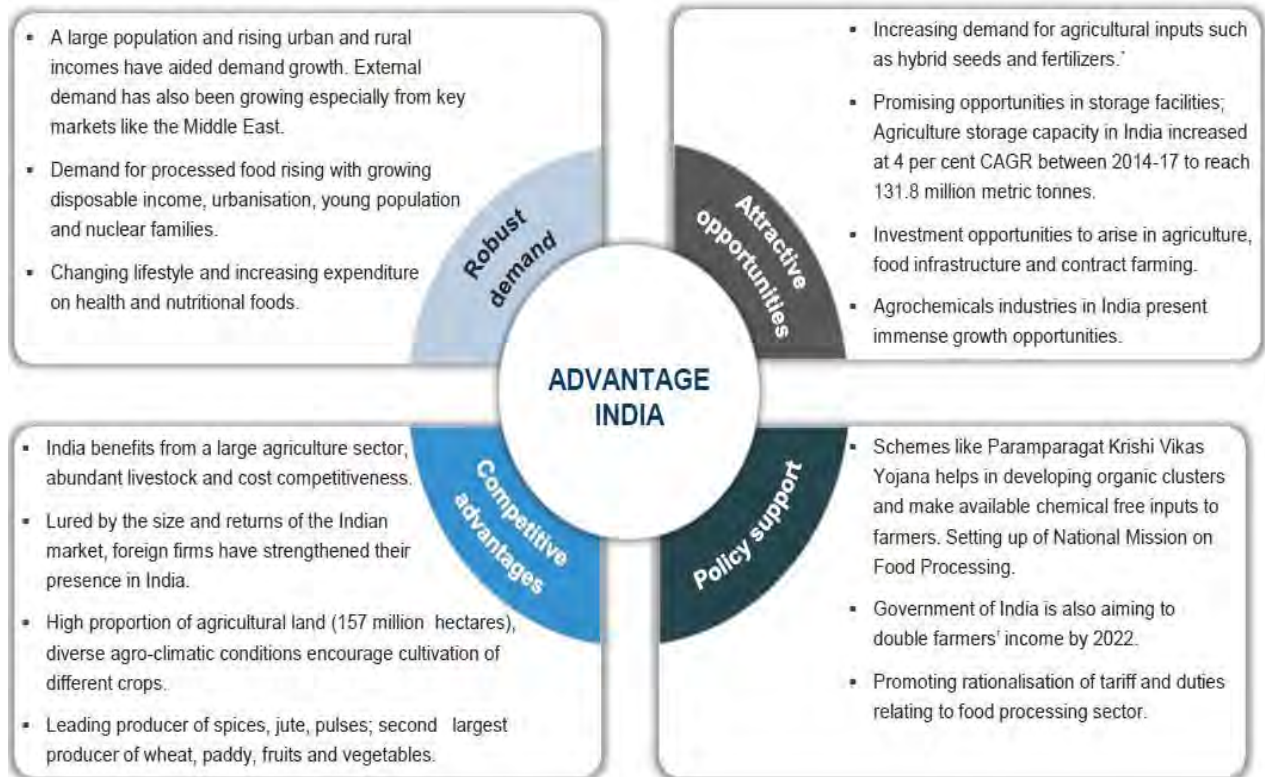 A large population and rising urban and rural
incomes have aided demand growth. External
demand has also been growing especially from key
markets like the Middle East.
Demand for processed food rising with growing
disposable income, urbanisation, young population
and nuclear families.
Changing lifestyle and increasing expenditure
on health and nutritional foods.
Robust
demand
Increasing demand for agricultural inputs such
as hybrid seeds and fertilizers.*
Promising opportunities in storage facilities;
Agriculture storage capacity in India increased
at 4 per cent CAGR between 2014-17 to reach
131.8 million metric tonnes.
Investment opportunities to arise in agriculture,
food infrastructure and contract farming.
Agrochemicals industries in India present
immense growth opportunities.
Attractive
opportunities
ADVANTAGE
INDIA
India benefits from a large agriculture sector,
abundant livestock and cost competitiveness.
Lured by the size and returns of the Indian
market, foreign firms have strengthened their
presence in India.
High proportion of agricultural land (157 million hectares),
diverse agro-climatic conditions encourage cultivation of
different crops.
Leading producer of spices, jute, pulses; second largest
producer of wheat, paddy, fruits and vegetables.
Competitive
advantages
Schemes like Paramparagat Krishi Vikas
Yojana helps in developing organic clusters
and make available chemical free inputs to
farmers. Setting up of National Mission on
Food Processing.
Government of India is also aiming to
double farmers' income by 2022.
Promoting rationalisation of tariff and duties
relating to food processing sector.
Policy support